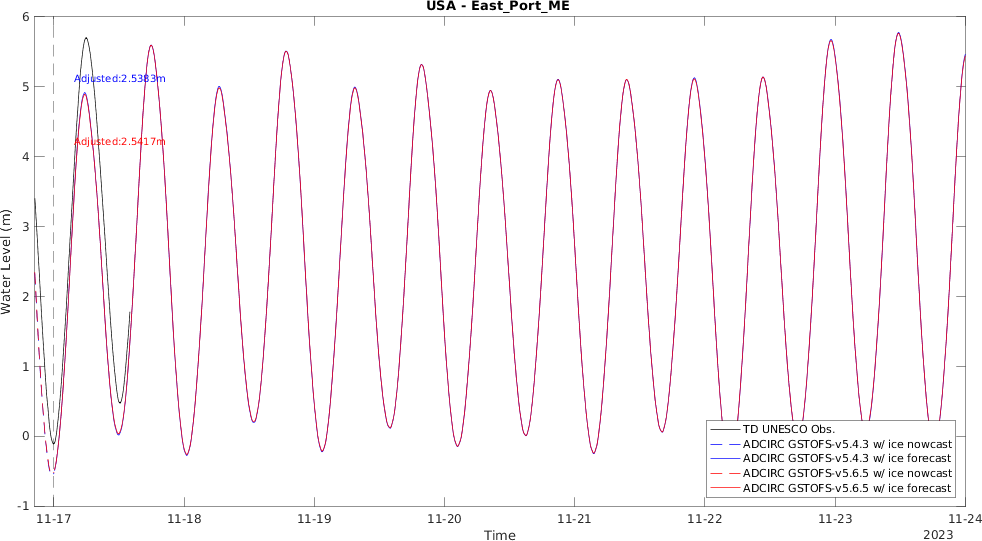 USA - East_Port_ME
6
5
4
3
2
1
0
-1
Water Level (m)
Adjusted:2.5383m
Adjusted:2.5417m
TD UNESCO Obs.
ADCIRC GSTOFS-v5.4.3 w/ ice nowcast
ADCIRC GSTOFS-v5.4.3 w/ ice forecast
ADCIRC GSTOFS-v5.6.5 w/ ice nowcast
ADCIRC GSTOFS-v5.6.5 w/ ice forecast
11-17 11-18 11-19 11-20 11-21 11-22 11-23 11-24
Time
2023